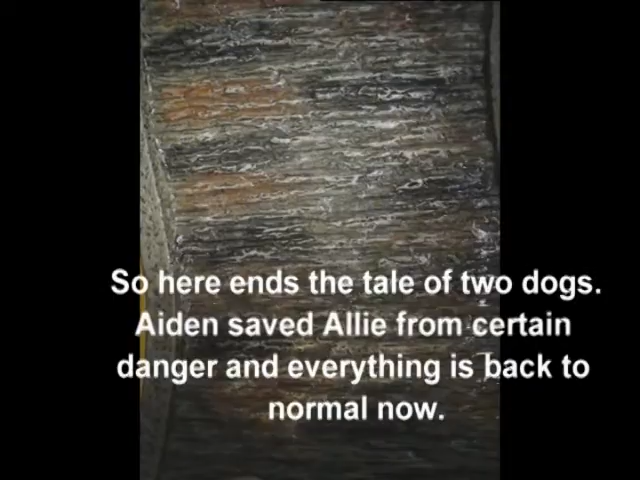 So here ends the tale of two dogs.
Aiden saved Allie from certain
danger and everything is back to
normal now.